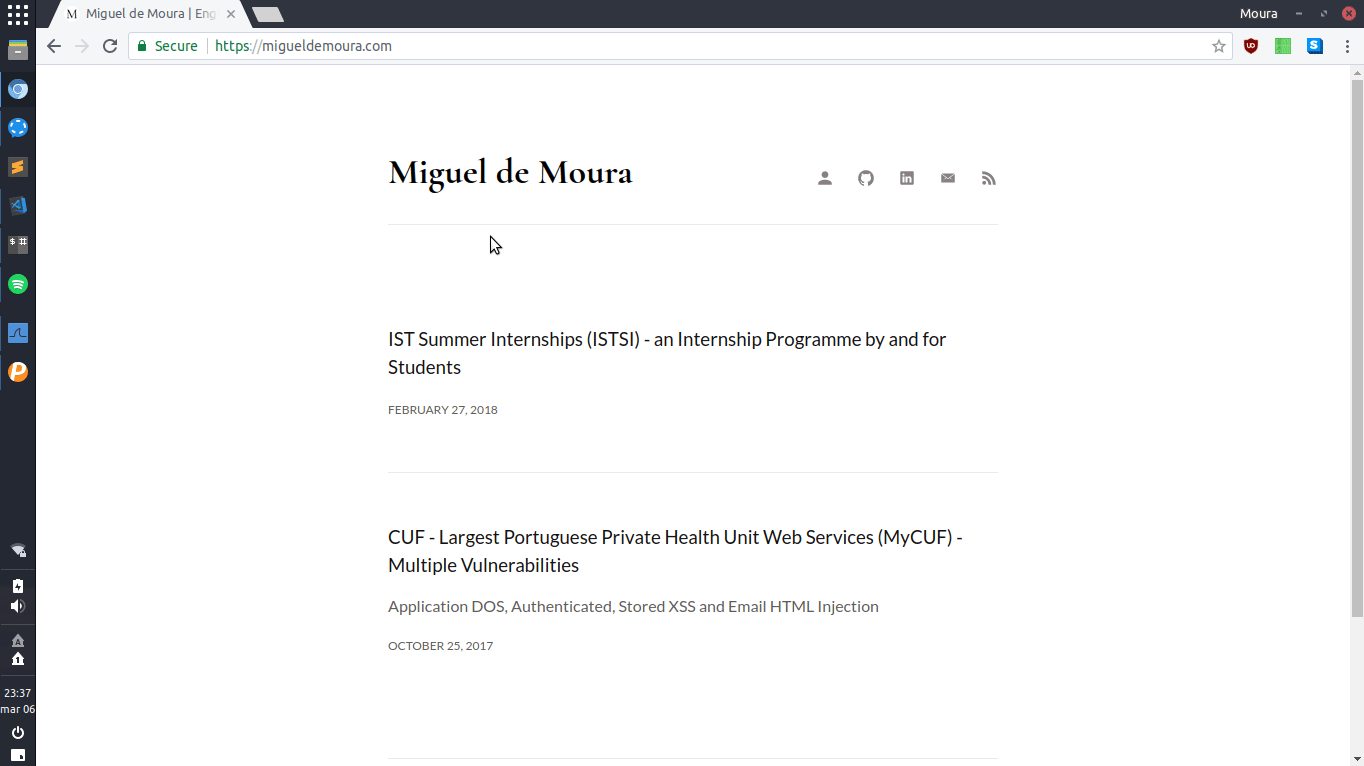 Miguel de Moura | Eng
Moura
Secure
https://migueldemoura.com
Miguel de Moura
IST Summer Internships (ISTSI) - an Internship Programme by and for
Students
FEBRUARY 27, 2018
CUF - Largest Portuguese Private Health Unit Web Services (MyCUF) -
Multiple Vulnerabilities
Application DOS, Authenticated, Stored XSS and Email HTML Injection
OCTOBER 25, 2017
23:37
mar 06